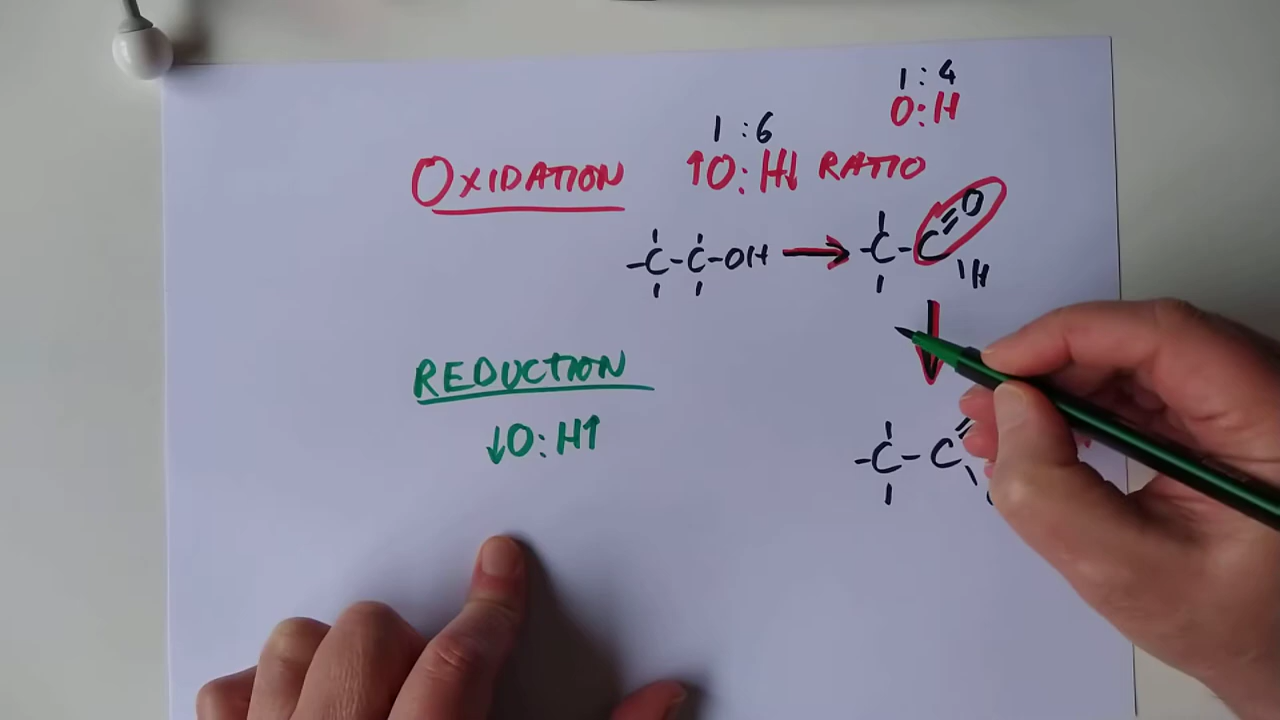 1 : 4
O:H
1 : 6
OXIDATION ↑O:H↓ RATIO
-C-C-OH → -C-C=O
H
REDUCTION
↓O:H↑
-C-C